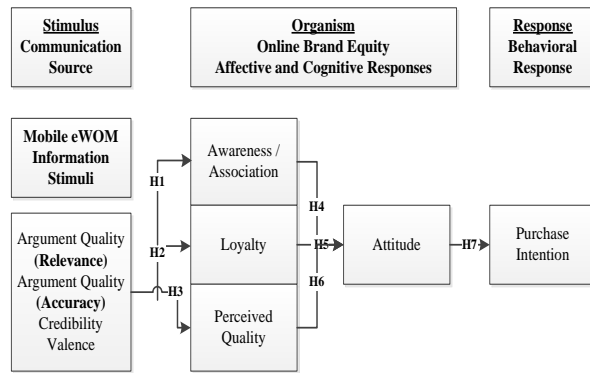 Stimulus
Communication
Source
Organism
Online Brand Equity
Affective and Cognitive Responses
Response
Behavioral
Response
Mobile eWOM
Information
Stimuli
Argument Quality
(Relevance)
Argument Quality
(Accuracy)
Credibility
Valence
H1
H2
H3
Awareness /
Association
Loyalty
Perceived
Quality
H4
H5
H6
Attitude
H7
Purchase
Intention